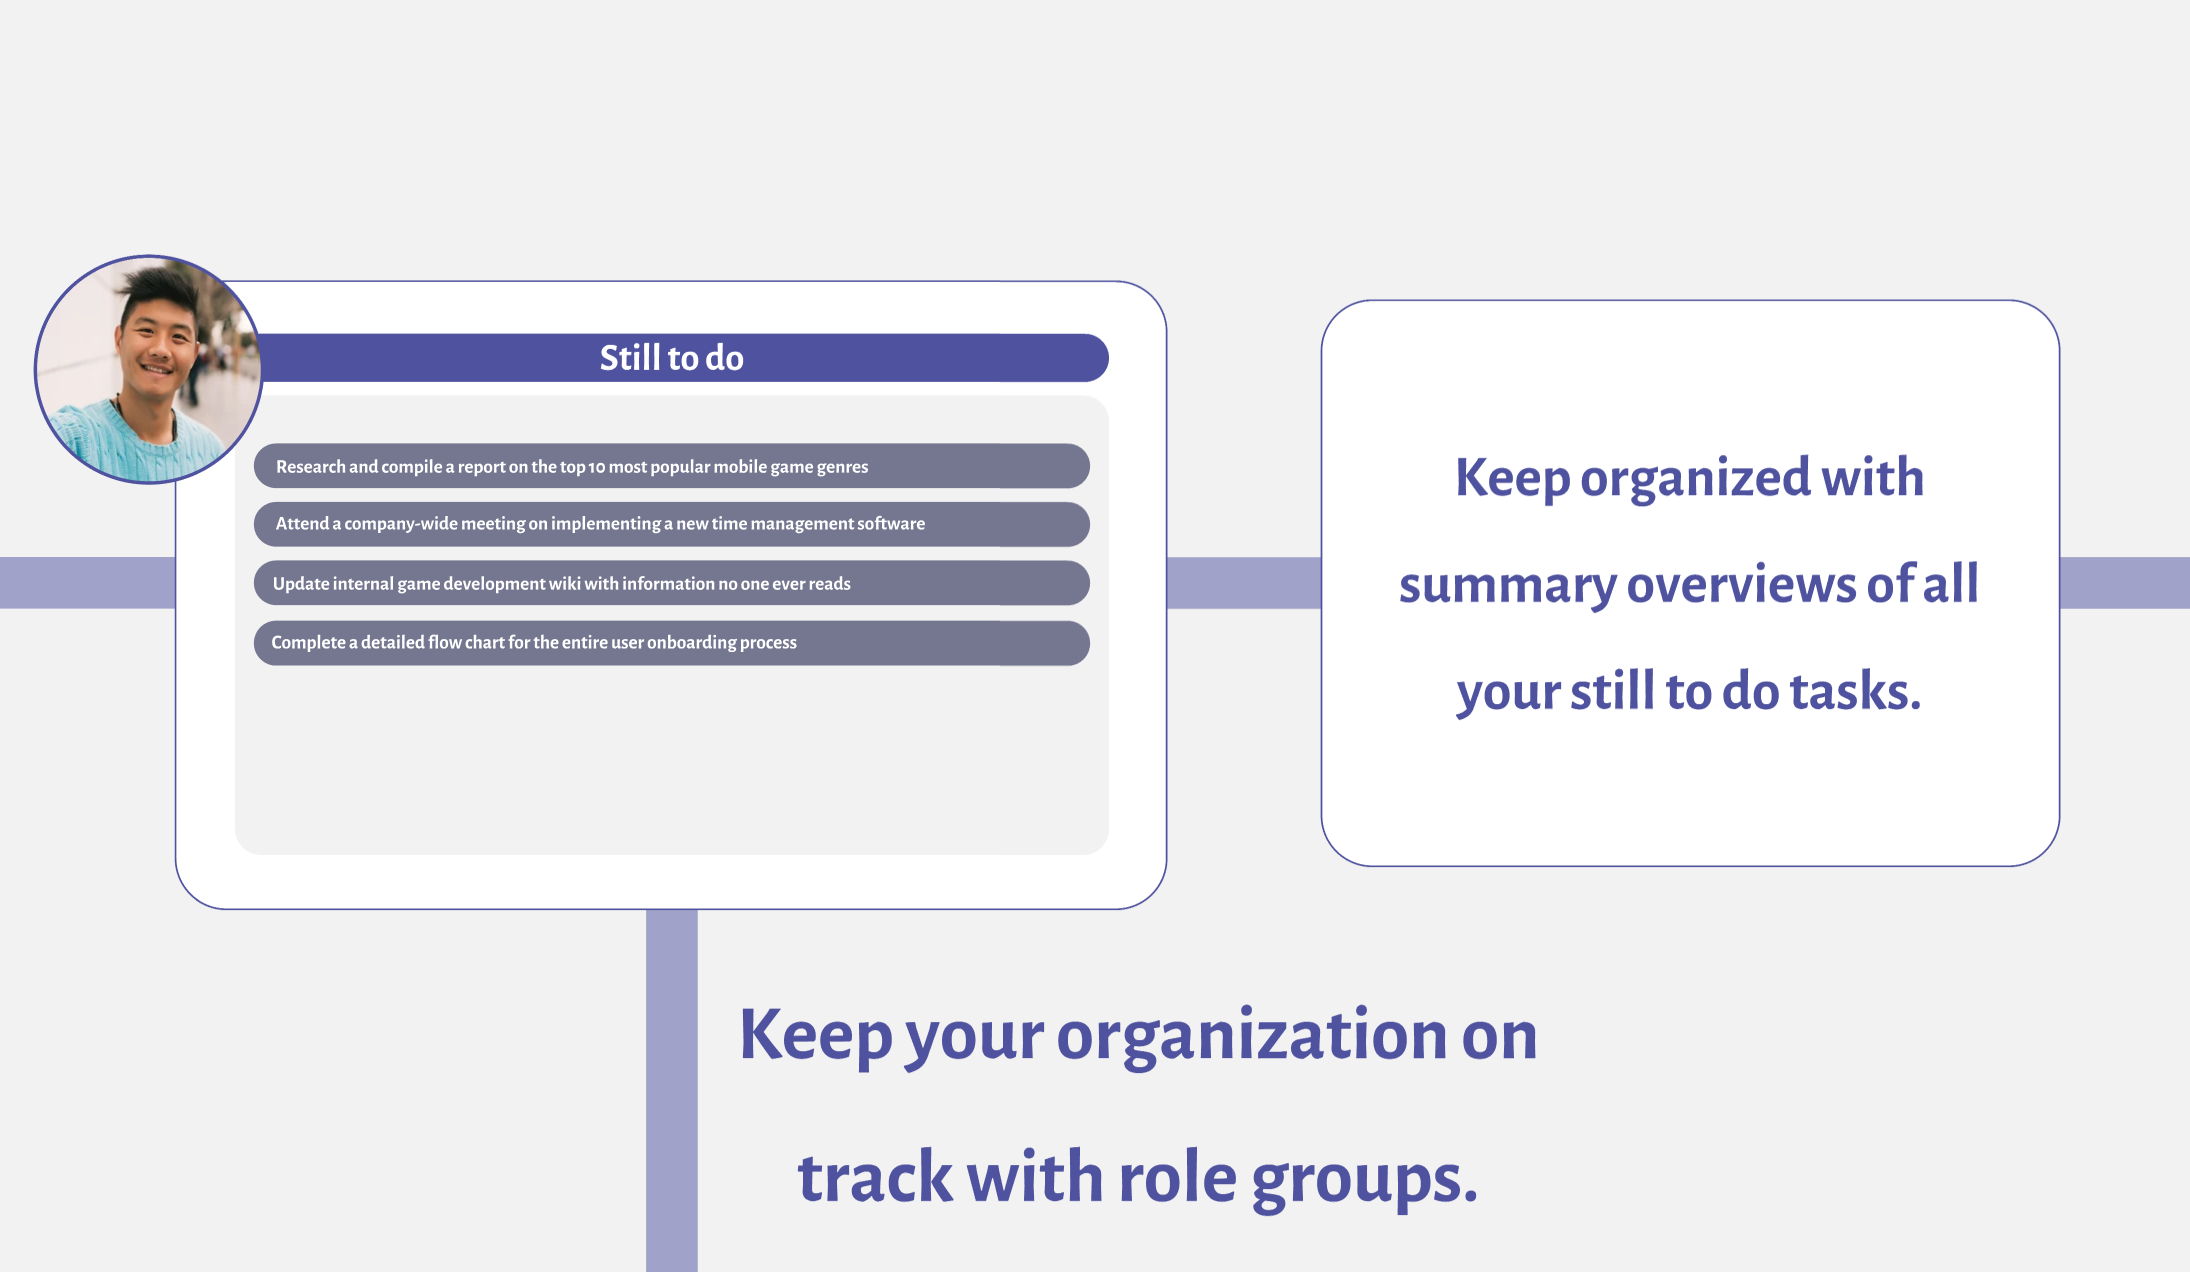 Still to do
Research and compile a report on the top 10 most popular mobile game genres
Attend a company-wide meeting on implementing a new time management software
Update internal game development wiki with information no one ever reads
Complete a detailed flow chart for the entire user onboarding process
Keep organized with
summary overviews of all
your still to do tasks.
Keep your organization on
track with role groups.